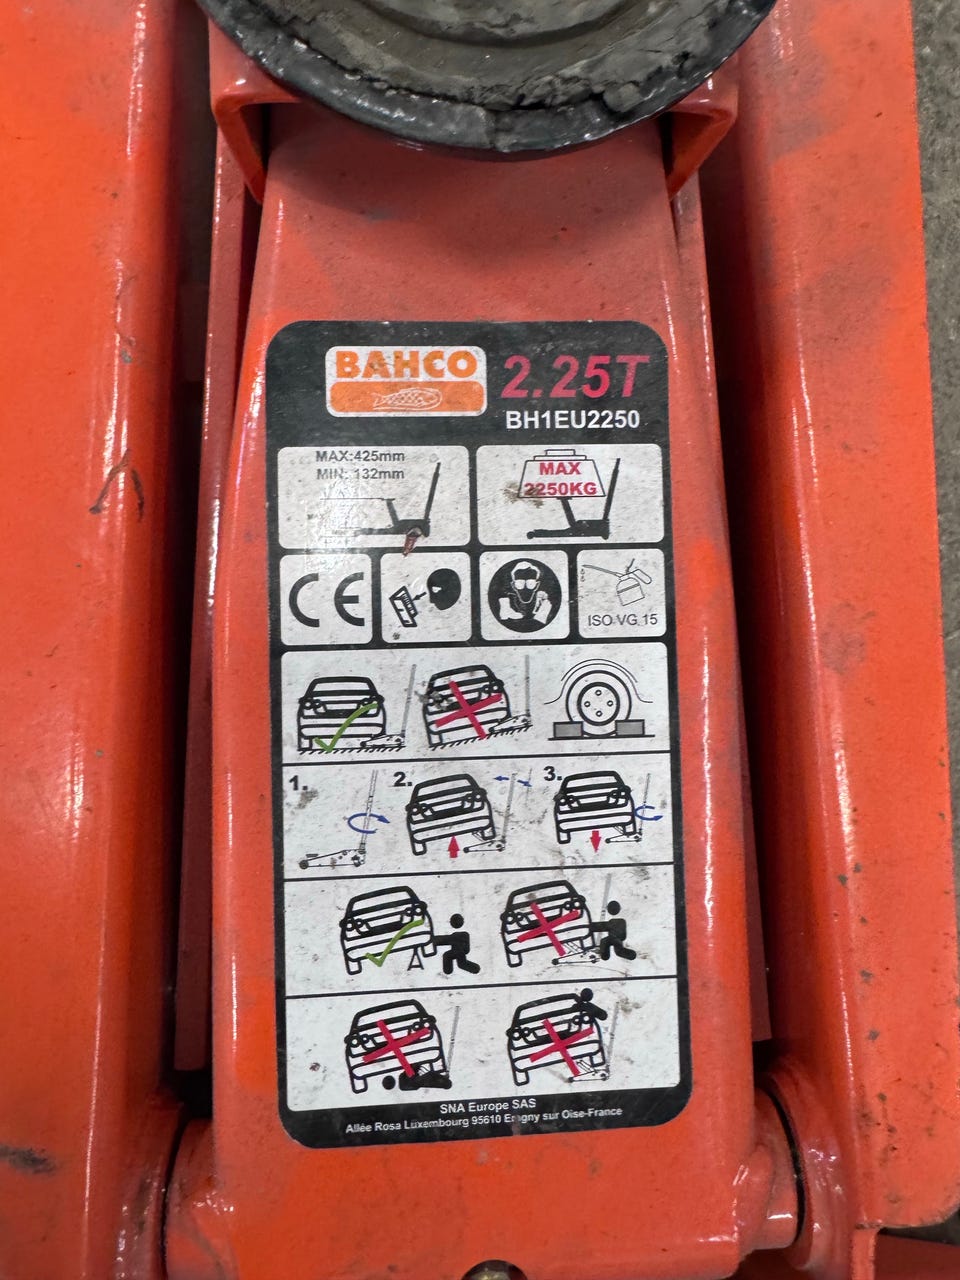 BAHCO
2.25T
BH1EU2250
MAX:425mm
MIN: 132mm
MAX
2250KG
CE
ISO VG 15
1.
2.
3.
SNA Europe SAS
Allée Rosa Luxembourg 95610 Eragny sur Oise-France